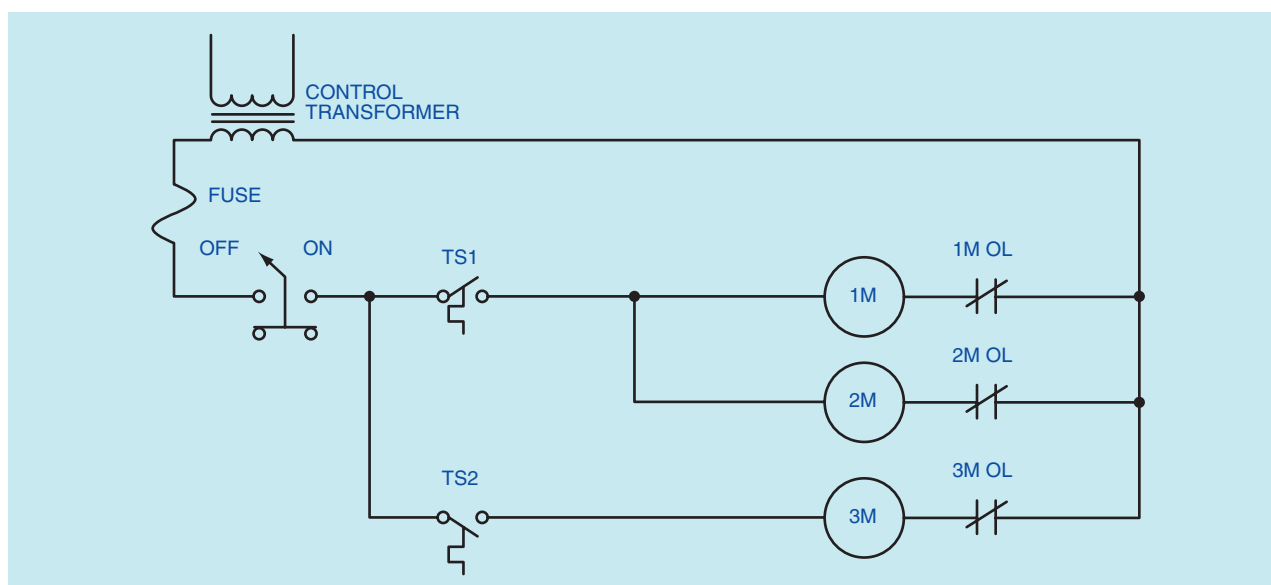 CONTROL
TRANSFORMER
FUSE
OFF ON
TS1
1M OL
1M
2M OL
2M
TS2
3M OL
3M